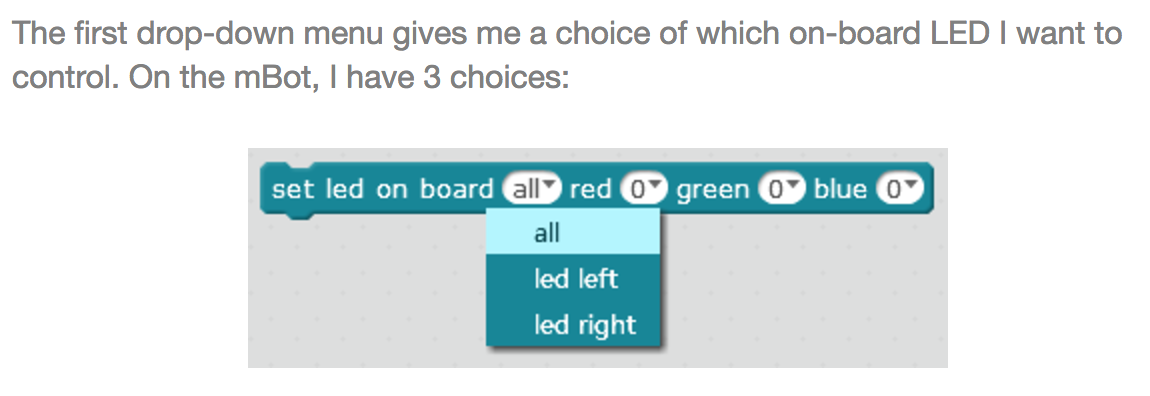 The first drop-down menu gives me a choice of which on-board LED I want to
control. On the mBot, I have 3 choices:
set led on board all red 0 green 0 blue 0
all
led left
led right